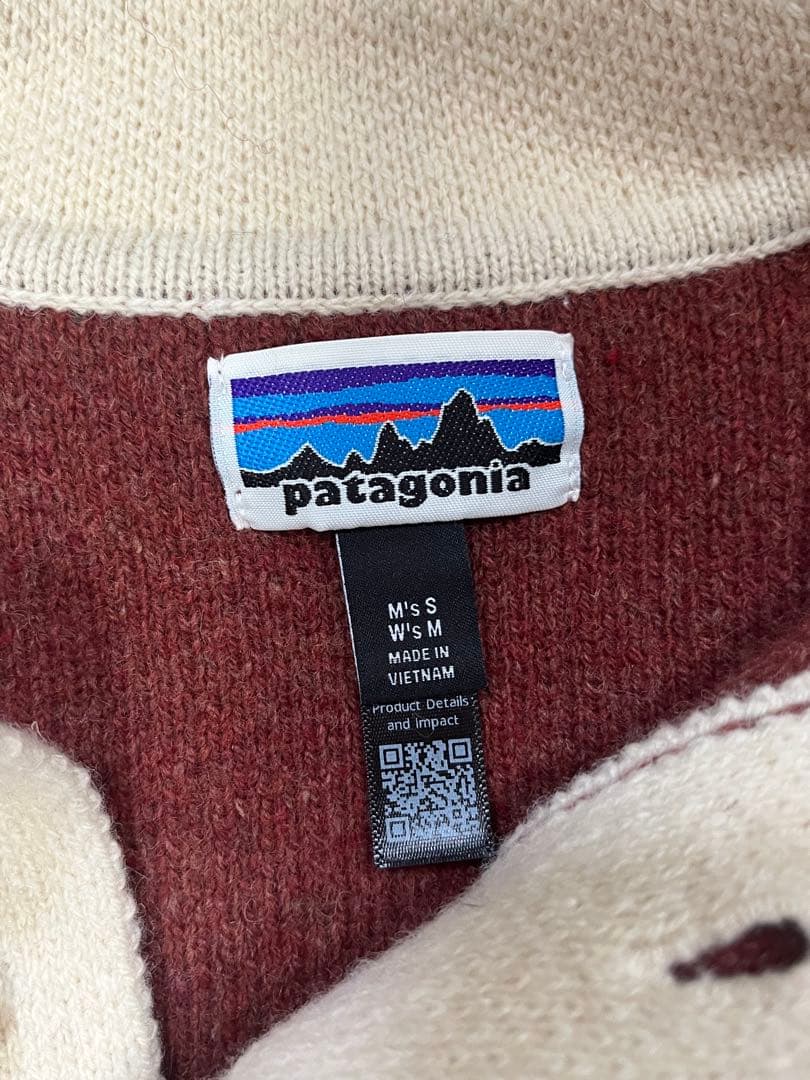 patagonia
M's S
W's M
MADE IN
VIETNAM
Product Details
and Impact